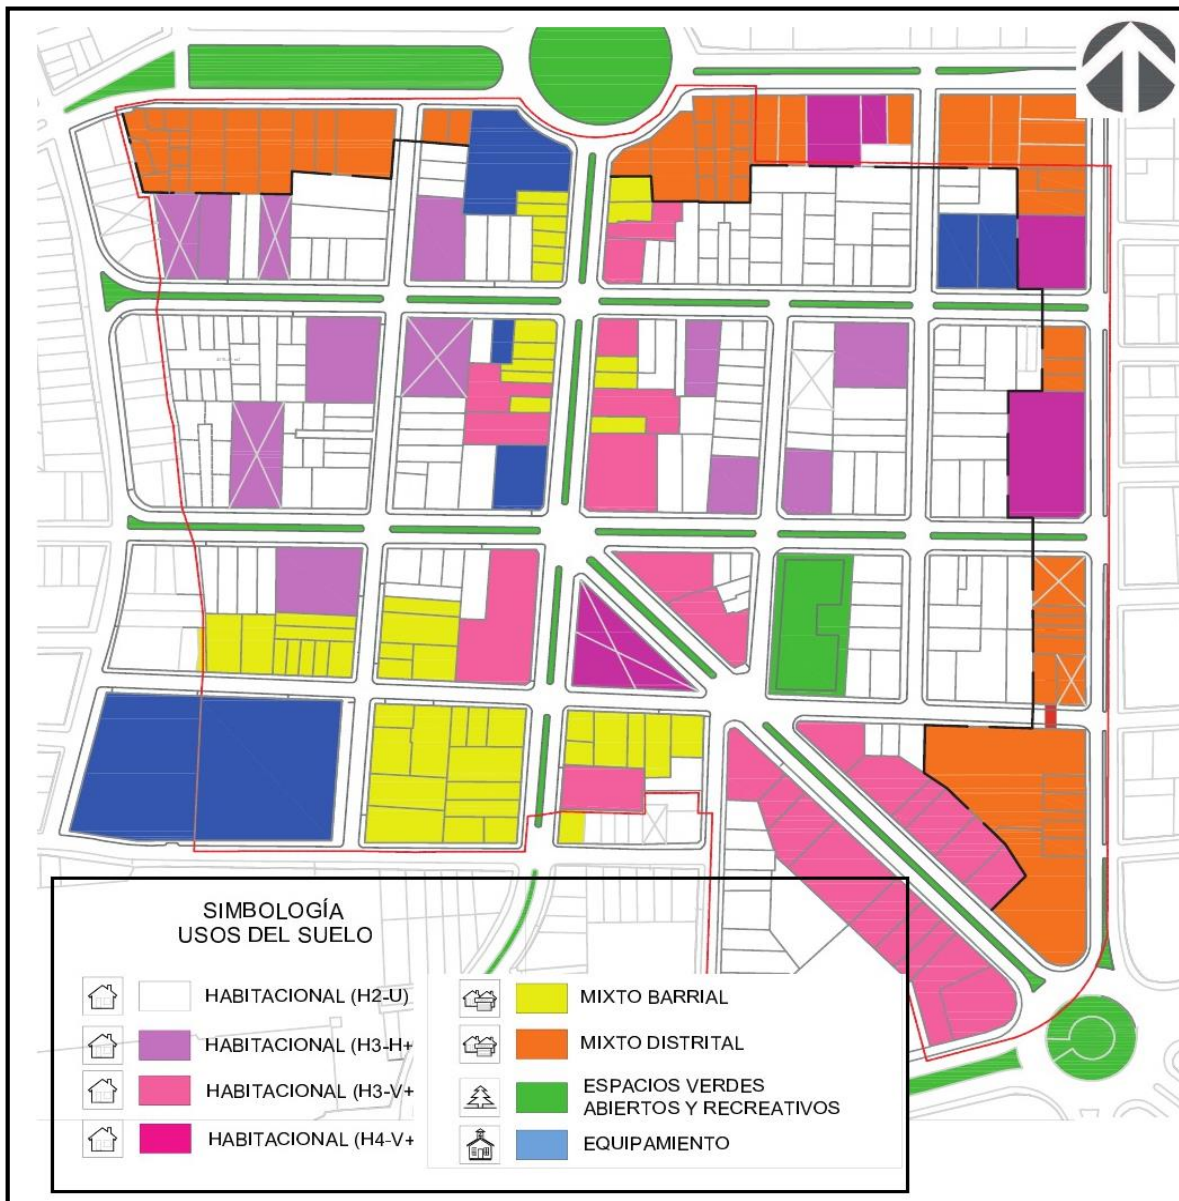 SIMBOLOGÍA
USOS DEL SUELO
HABITACIONAL (H2-U)
HABITACIONAL (H3-H+
HABITACIONAL (H3-V+
HABITACIONAL (H4-V+
MIXTO BARRIAL
MIXTO DISTRITAL
ESPACIOS VERDES
ABIERTOS Y RECREATIVOS
EQUIPAMIENTO